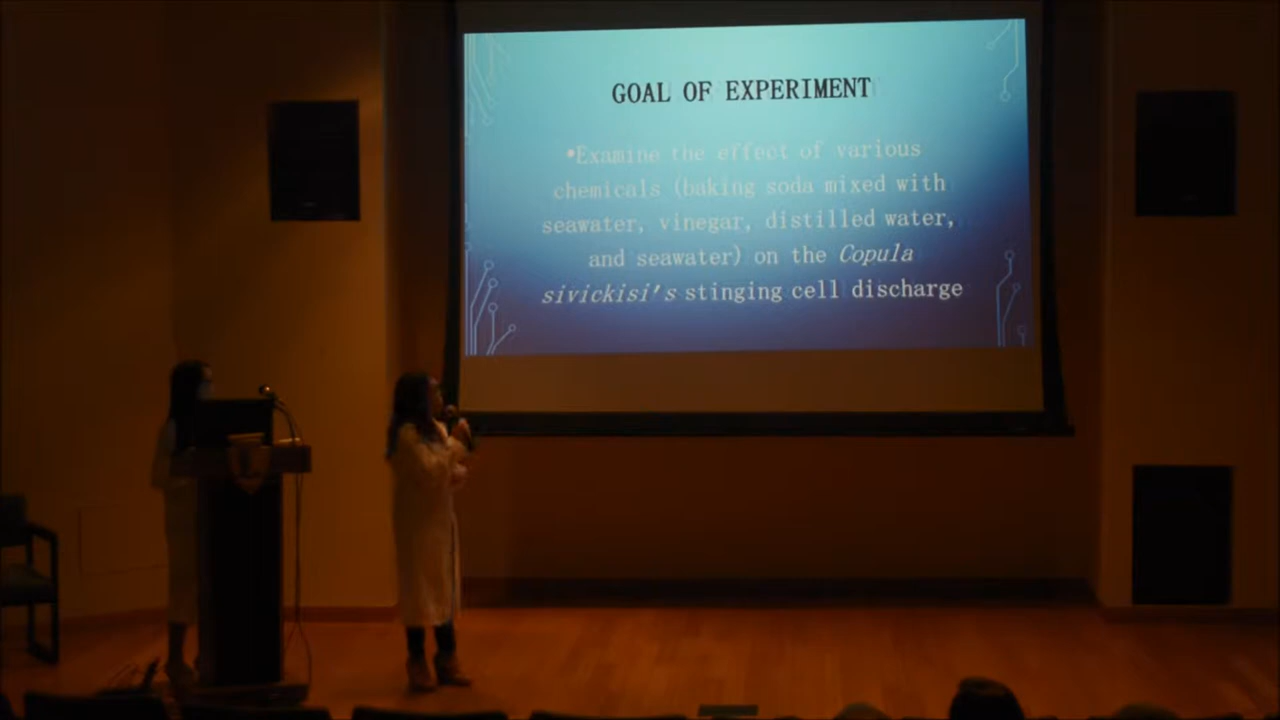 GOAL OF EXPERIMENT
•Examine the effect of various
chemicals (baking soda mixed with
seawater, vinegar, distilled water,
and seawater) on the Copula
sivickisi's stinging cell discharge